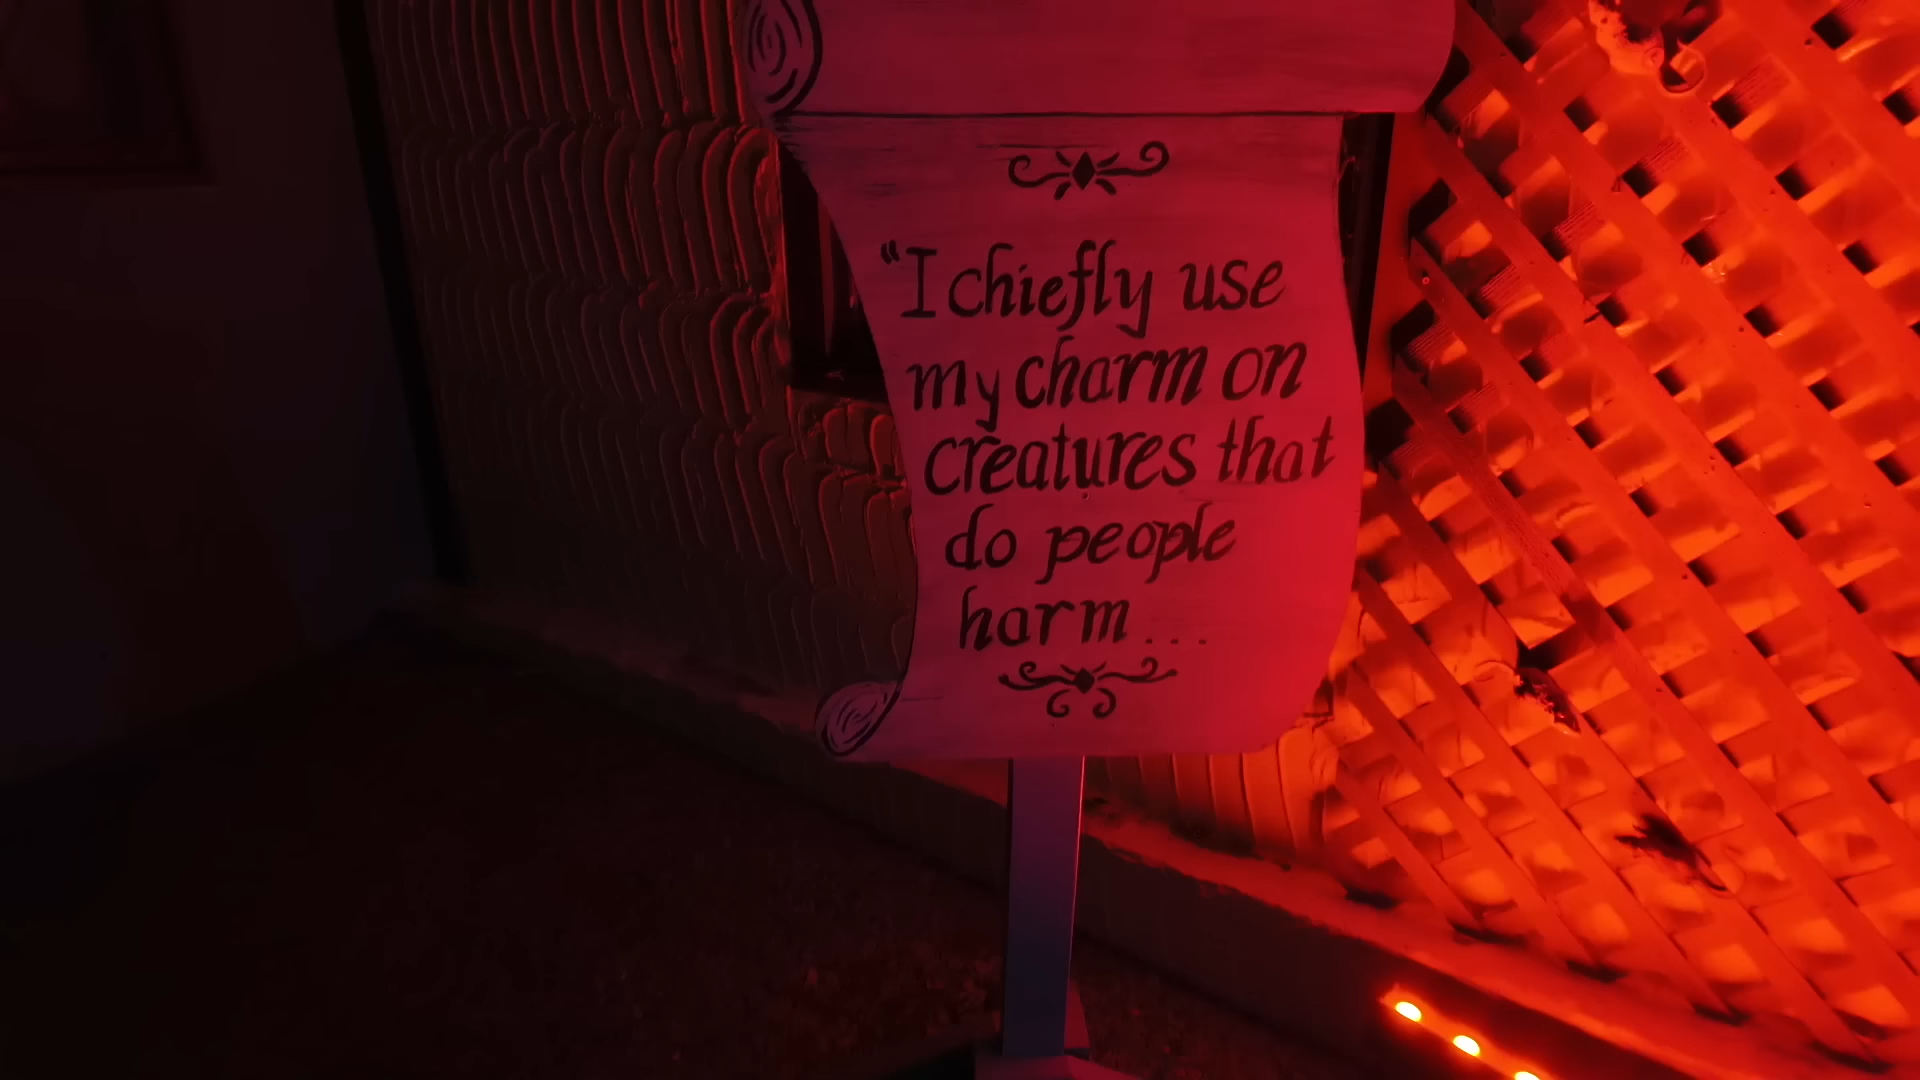 “I chiefly use
my charm on
creatures that
do people
harm...